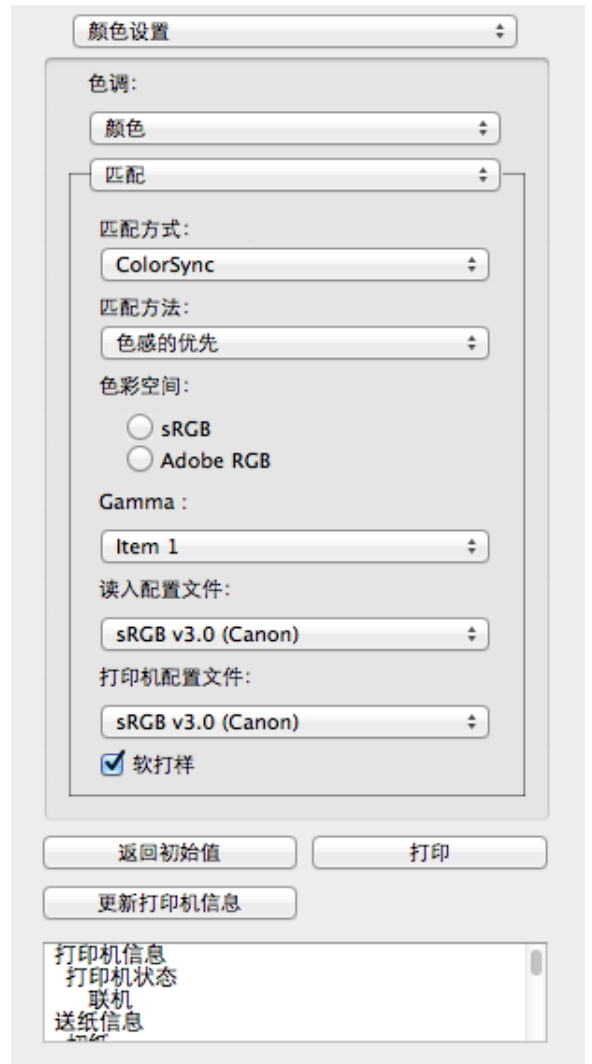 颜色设置
色调:
颜色
匹配
匹配方式:
ColorSync
匹配方法:
色感的优先
色彩空间:
sRGB
Adobe RGB
Gamma :
Item 1
读入配置文件:
sRGB v3.0 (Canon)
打印机配置文件:
sRGB v3.0 (Canon)
软打样
返回初始值
打印
更新打印机信息
打印机信息
打印机状态
联机
送纸信息